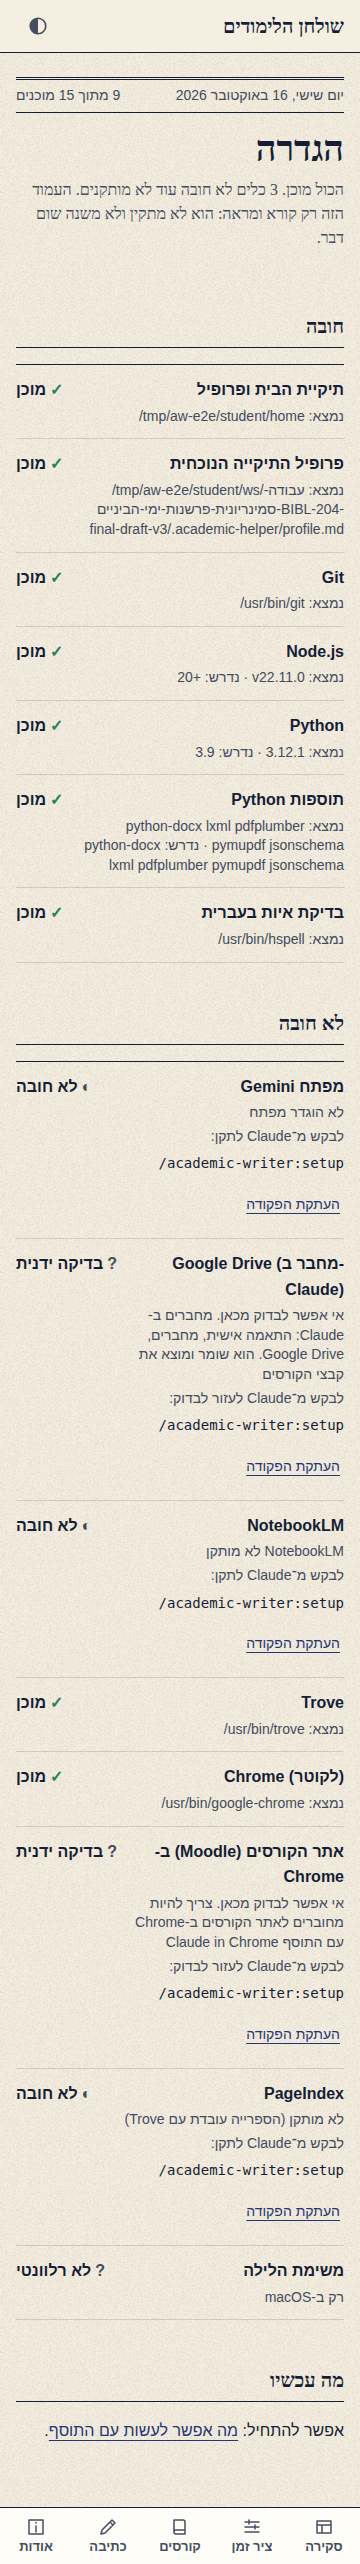 שולחן הלימודים
יום שישי, 16 באוקטובר 2026
9 מתוך 15 מוכנים
הגדרה
הכול מוכן. 3 כלים לא חובה עוד לא מותקנים. העמוד
הזה רק קורא ומראה: הוא לא מתקין ולא משנה שום
דבר.
חובה
תיקיית הבית ופרופיל
✓ מוכן
נמצא: /tmp/aw-e2e/student/home
פרופיל התיקייה הנוכחית
✓ מוכן
נמצא: עבודה-/tmp/aw-e2e/student/ws
-BIBL-204-סמינריונית-פרשנות-ימי-הביניים
final-draft-v3/.academic-helper/profile.md
Git
✓ מוכן
נמצא: /usr/bin/git
Node.js
✓ מוכן
נמצא: v22.11.0 · נדרש: 20+
Python
✓ מוכן
נמצא: 3.12.1 · נדרש: 3.9
תוספות Python
✓ מוכן
נמצא: python-docx lxml pdfplumber
pymupdf jsonschema · נדרש: python-docx
lxml pdfplumber pymupdf jsonschema
בדיקת איות בעברית
✓ מוכן
נמצא: /usr/bin/hspell
לא חובה
מפתח Gemini
לא חובה
לא הוגדר מפתח
לבקש מ־Claude לתקן:
/academic-writer:setup
העתקת הפקודה
Google Drive (מחבר ב-
Claude)
? בדיקה ידנית
אי אפשר לבדוק מכאן. מחברים ב-
Claude: התאמה אישית, מחברים,
Google Drive. הוא שומר ומוצא את
קבצי הקורסים
לבקש מ־Claude לעזור לבדוק:
/academic-writer:setup
העתקת הפקודה
NotebookLM
לא חובה
NotebookLM לא מותקן
לבקש מ־Claude לתקן:
/academic-writer:setup
העתקת הפקודה
Trove
✓ מוכן
נמצא: /usr/bin/trove
Chrome (לקוטר)
✓ מוכן
נמצא: /usr/bin/google-chrome
אתר הקורסים (Moodle) ב-
Chrome
? בדיקה ידנית
אי אפשר לבדוק מכאן. צריך להיות
מחוברים לאתר הקורסים ב-Chrome
עם התוסף Claude in Chrome
לבקש מ־Claude לעזור לבדוק:
/academic-writer:setup
העתקת הפקודה
PageIndex
לא חובה
לא מותקן (הספרייה עובדת עם Trove)
לבקש מ־Claude לתקן:
/academic-writer:setup
העתקת הפקודה
משימת הלילה
? לא רלוונטי
רק ב-macOS
מה עכשיו
אפשר להתחיל: מה אפשר לעשות עם התוסף.
סקירה
ציר זמן
קורסים
כתיבה
אודות